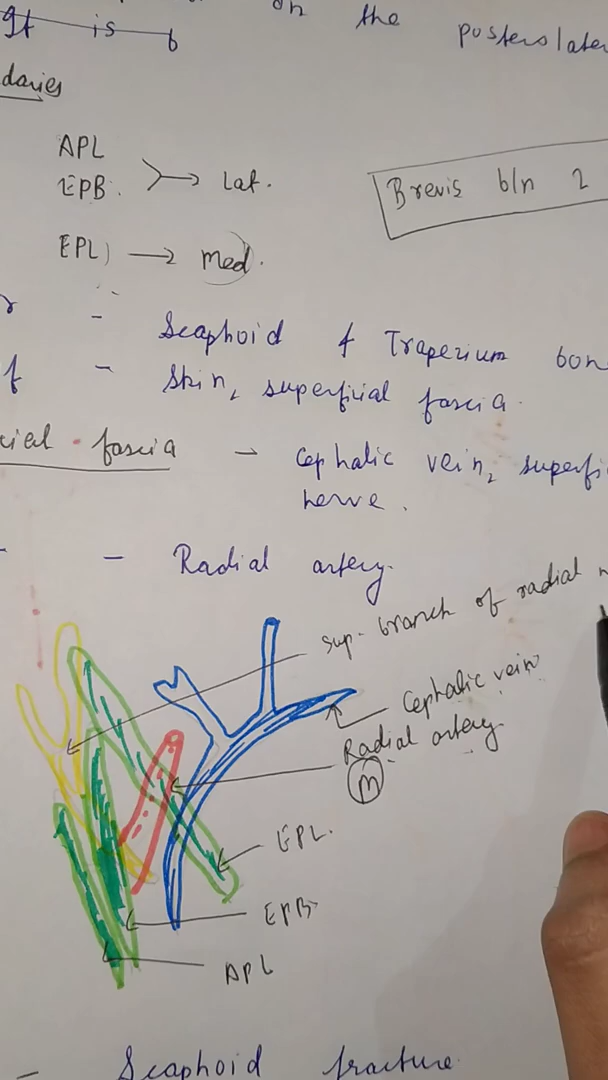 It is b
on the posterolater
daries
APL
EPB. → Lat.
Brevis b/n 2
EPL → Med.
r - Scaphoid & Trapezium bon
f - Skin, superficial fascia.
cial fascia - Cephalic vein, superfi
nerve.
- Radial artery.
Sup. branch of radial n
Cephalic vein
Radial artery
M
EPL.
EPB
APL
- Scaphoid fracture